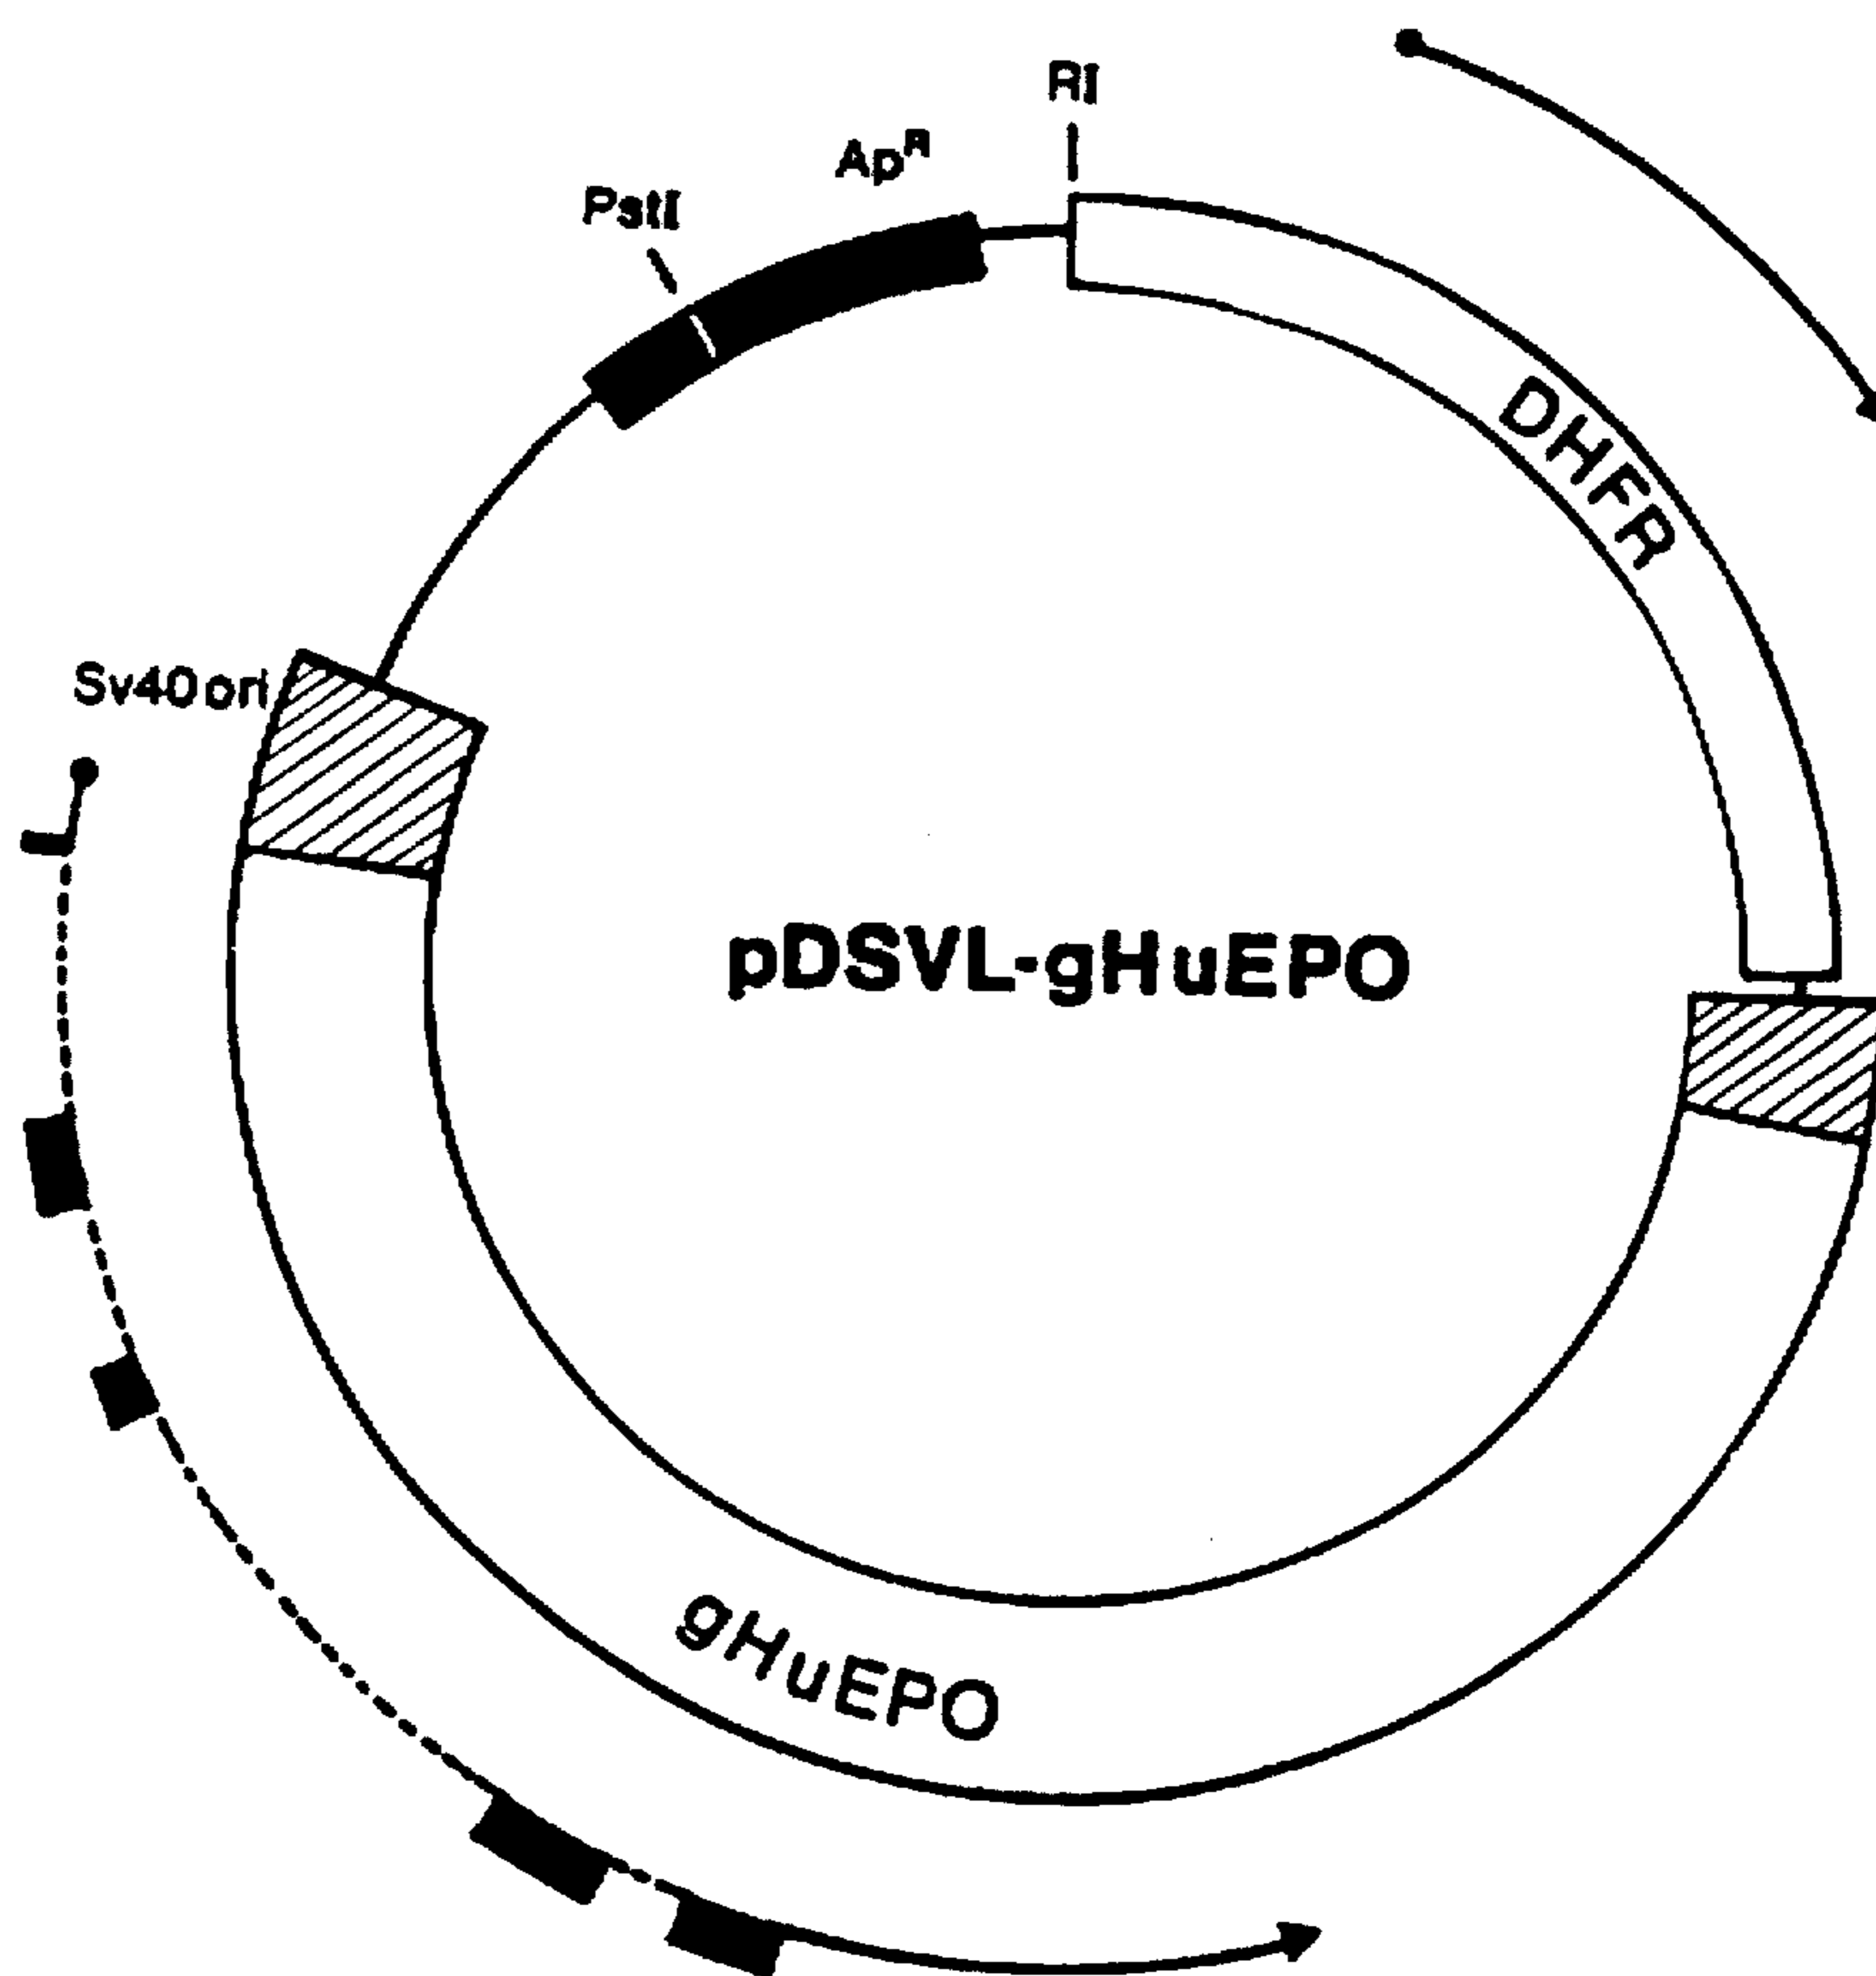 RI
Ap^R
PstI
DHFR
Sv40 ori
pDSVL-gHuEPO
gHuEPO